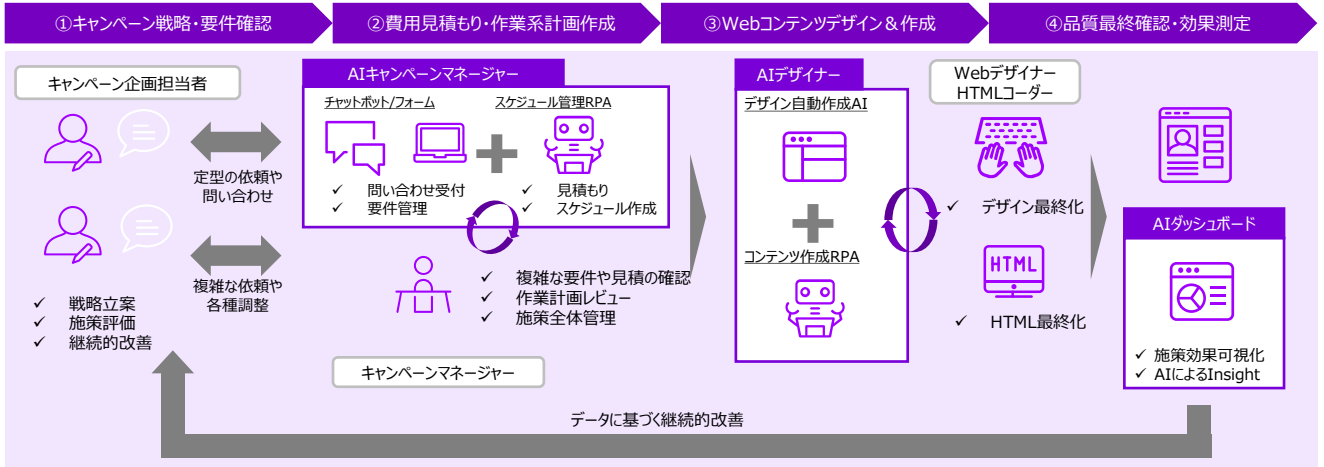 ①キャンペーン戦略・要件確認
②費用見積もり・作業系計画作成
③Webコンテンツデザイン＆作成
④品質最終確認・効果測定
キャンペーン企画担当者
定型の依頼や
問い合わせ
複雑な依頼や
各種調整
✓ 戦略立案
✓ 施策評価
✓ 継続的改善
AIキャンペーンマネージャー
チャットボット/フォーム
スケジュール管理RPA
✓ 問い合わせ受付
✓ 要件管理
✓ 見積もり
✓ スケジュール作成
✓ 複雑な要件や見積の確認
✓ 作業計画レビュー
✓ 施策全体管理
キャンペーンマネージャー
AIデザイナー
デザイン自動作成AI
コンテンツ作成RPA
Webデザイナー
HTMLコーダー
✓ デザイン最終化
HTML
✓ HTML最終化
AIダッシュボード
✓ 施策効果可視化
✓ AIによるInsight
データに基づく継続的改善